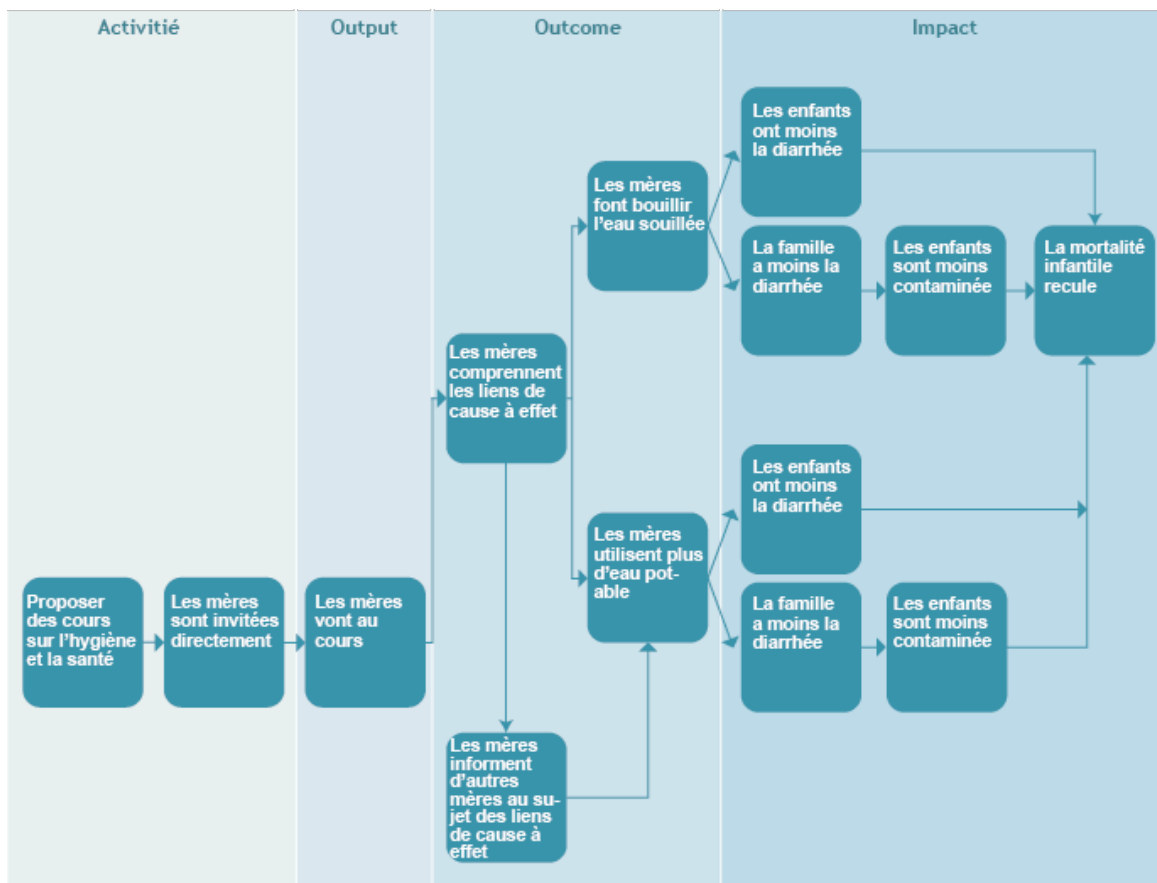 Activitié
Output
Outcome
Impact
Les enfants
ont moins
la diarrhée
Les mères
font bouillir
l'eau souillée
La famille
a moins la
diarrhée
Les enfants
sont moins
contaminée
La mortalité
infantile
recule
Les mères
comprennent
les liens de
cause à effet
Les enfants
ont moins
la diarrhée
Les mères
utilisent plus
d'eau pot-
able
Proposer
des cours
sur l'hygiène
et la santé
Les mères
sont invitées
directement
Les mères
vont au
cours
La famille
a moins la
diarrhée
Les enfants
sont moins
contaminée
Les mères
informent
d'autres
mères au su-
jet des liens
de cause à
effet